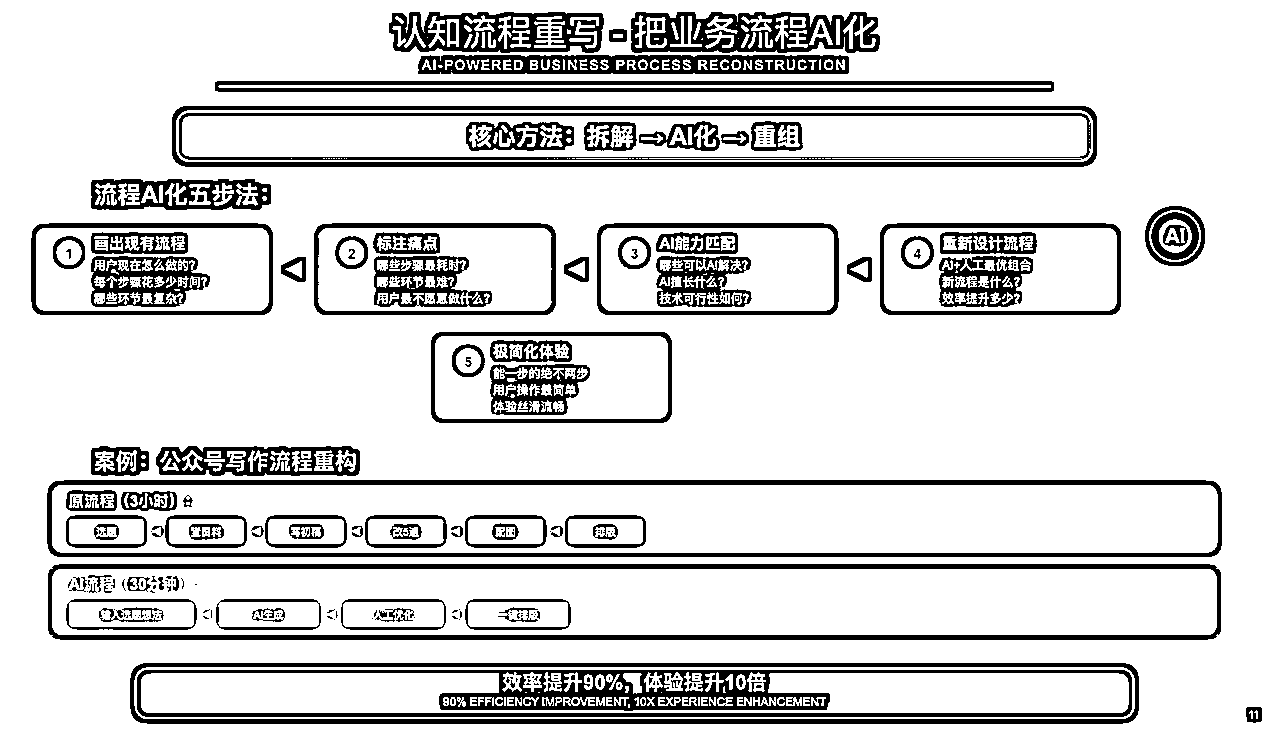 认知流程重写 - 把业务流程AI化
AI-POWERED BUSINESS PROCESS RECONSTRUCTION
核心方法：拆解 → AI化 → 重组
流程AI化五步法：
AI
1
画出现有流程
用户现在怎么做的？
每个步骤花多少时间？
哪些环节最复杂？
2
标注痛点
哪些步骤最耗时？
哪些环节最难？
用户最不愿意做什么？
3
AI能力匹配
哪些可以AI解决？
AI擅长什么？
技术可行性如何？
4
重新设计流程
AI+人工最优组合
新流程是什么？
效率提升多少？
5
极简化体验
能一步的绝不两步
用户操作最简单
体验丝滑流畅
案例：公众号写作流程重构
原流程（3小时）
选题
查资料
写初稿
改3遍
配图
排版
AI流程（30分钟）
输入选题想法
AI生成
人工优化
一键排版
效率提升90%，体验提升10倍
90% EFFICIENCY IMPROVEMENT, 10X EXPERIENCE ENHANCEMENT
11